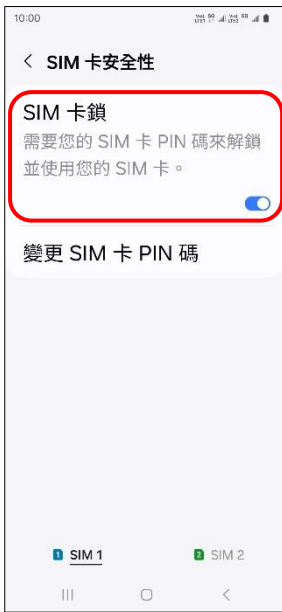 10:00
SIM 卡安全性
SIM 卡鎖
需要您的 SIM 卡 PIN 碼來解鎖
並使用您的 SIM 卡。
變更 SIM 卡 PIN 碼
1 SIM 1 2 SIM 2